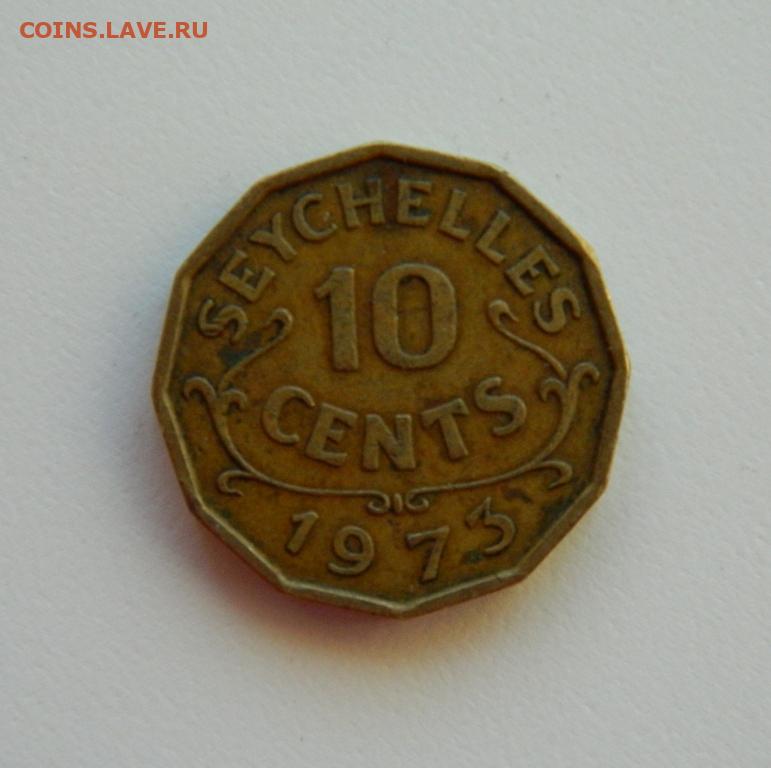 COINS.LAVE.RU
SEYCHELLES
10
CENTS
1973